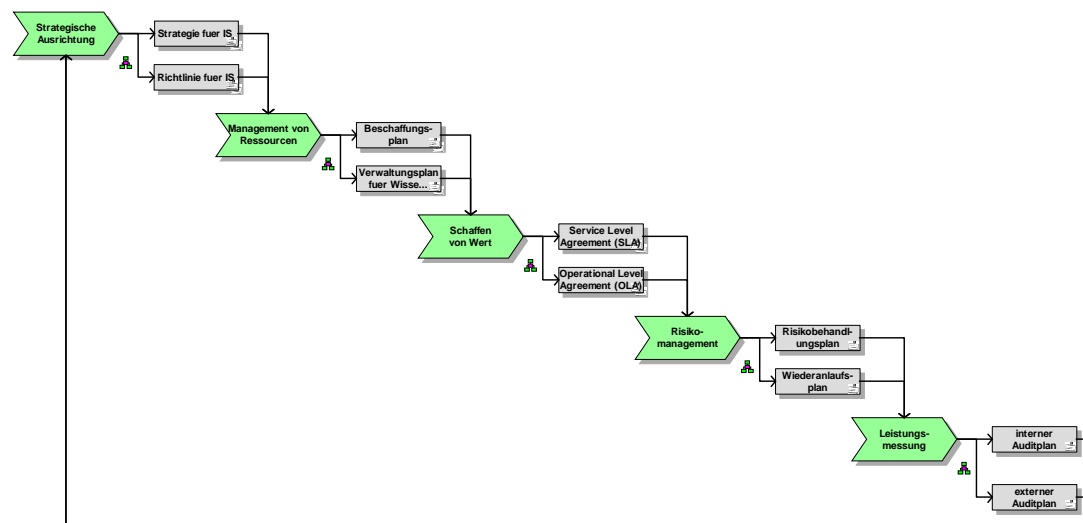 Strategische
Ausrichtung
Strategie fuer IS
Richtlinie fuer IS
Management von
Ressourcen
Beschaffungs-
plan
Verwaltungsplan
fuer Wisse...
Schaffen
von Wert
Service Level
Agreement (SLA)
Operational Level
Agreement (OLA)
Risiko-
management
Risikobehandl-
ungsplan
Wiederanlaufs-
plan
Leistungs-
messung
interner
Auditplan
externer
Auditplan